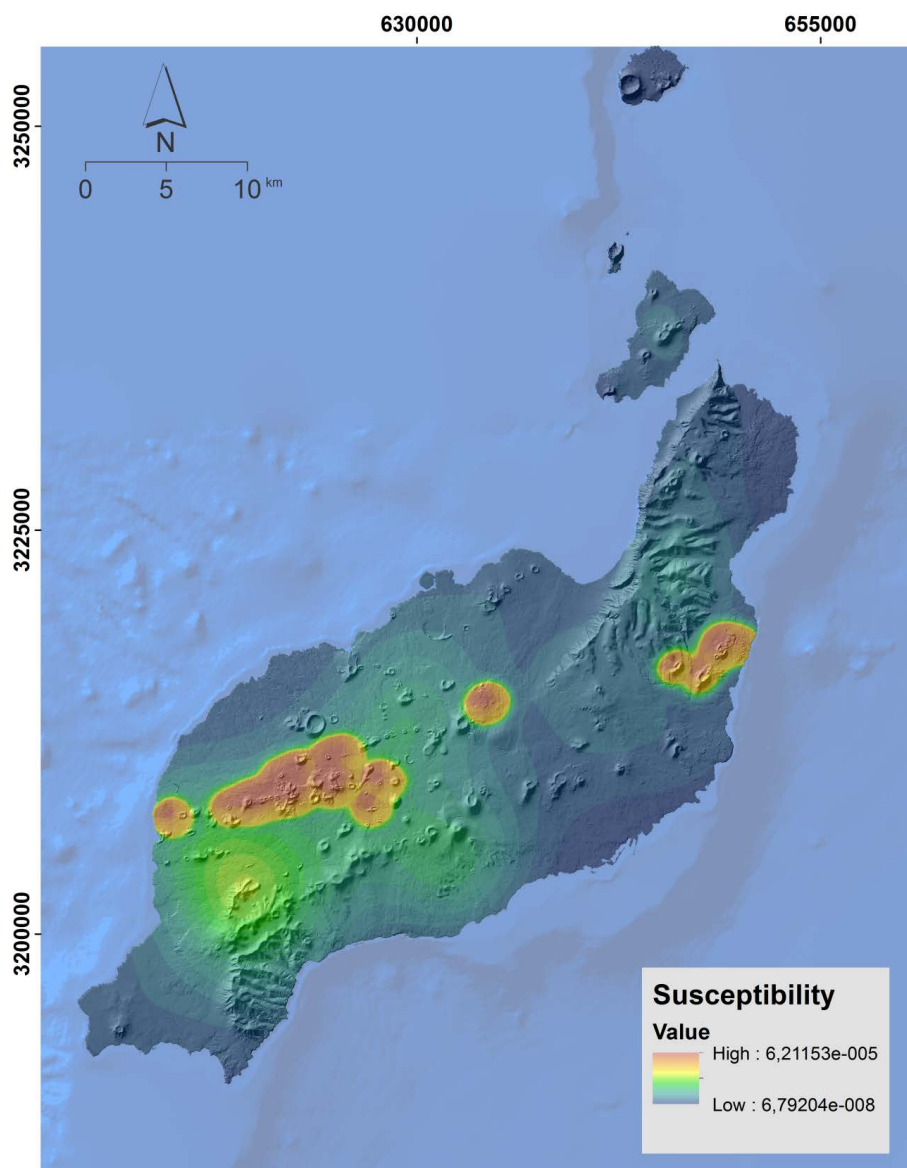 630000 655000
3250000
N
0 5 10 km
3225000
3200000
Susceptibility
Value
High : 6,21153e-005
Low : 6,79204e-008